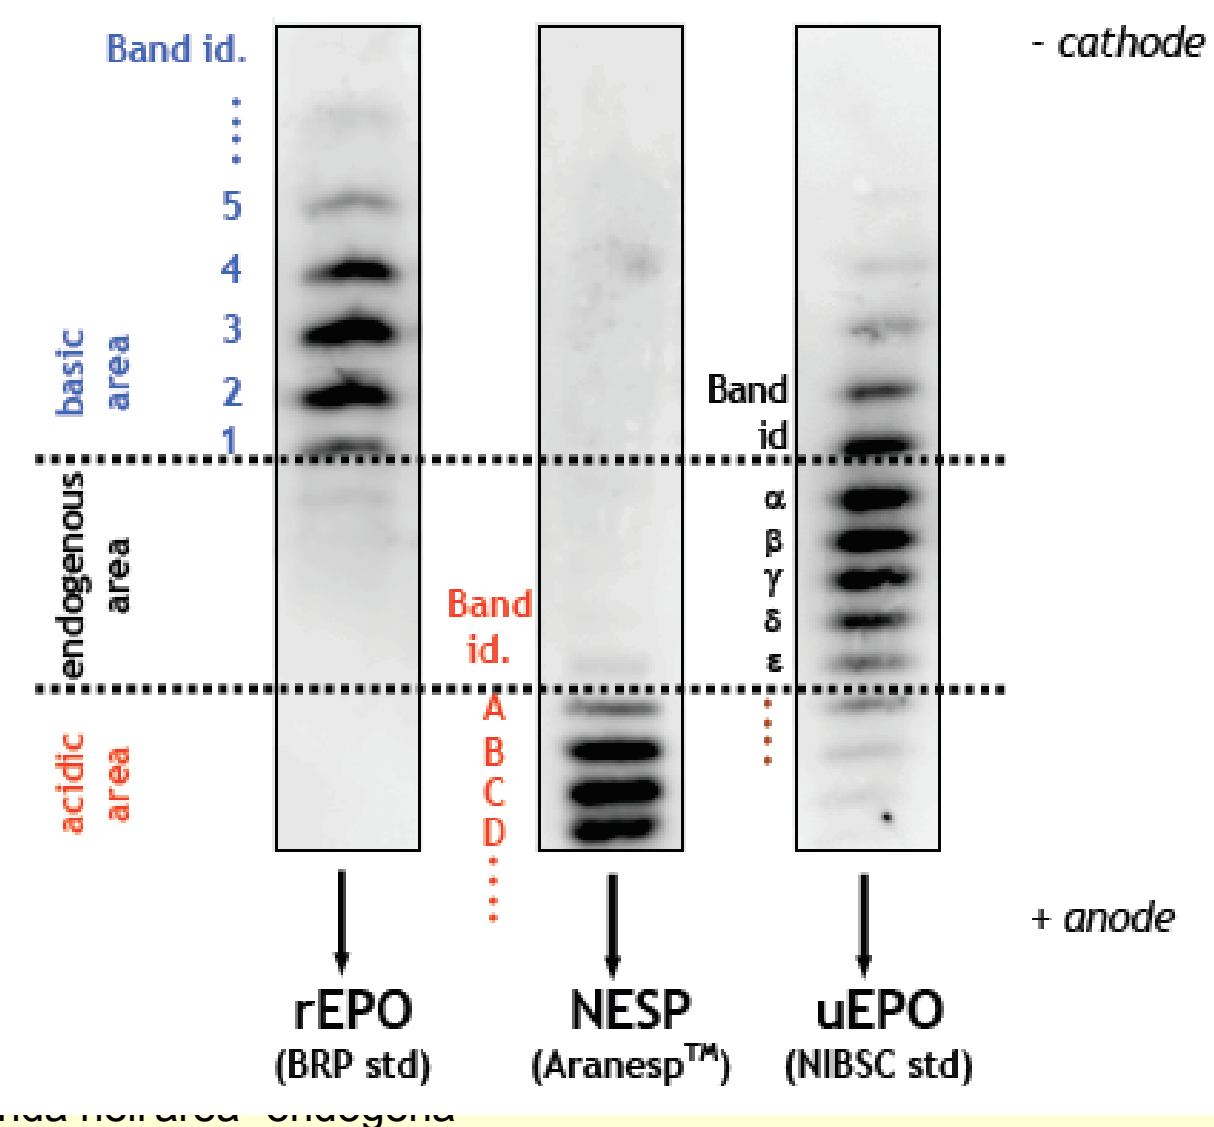 Band id.
- cathode
5
4
3
2
1
basic
area
Band
id
endogenous
area
α
β
γ
δ
ε
Band
id.
acidic
area
A
B
C
D
+ anode
rEPO
(BRP std)
NESP
(Aranesp™)
uEPO
(NIBSC std)